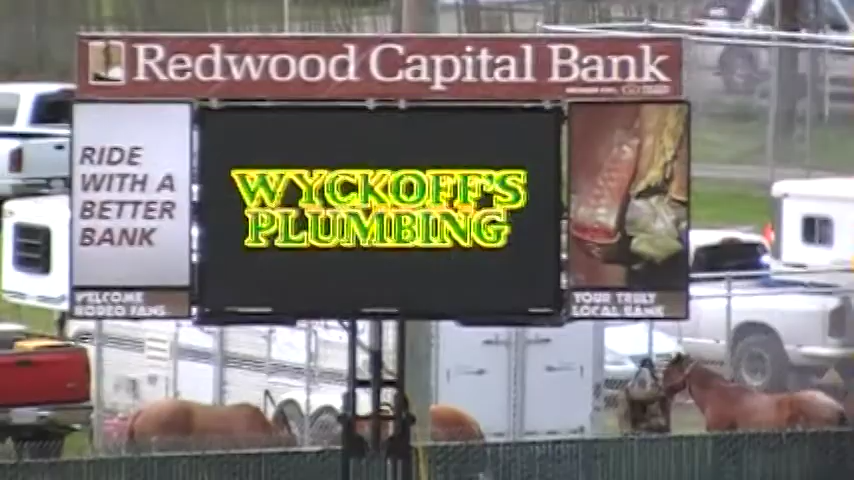 Redwood Capital Bank
RIDE
WITH A
BETTER
BANK
WYCKOFF'S
PLUMBING
WELCOME
RODEO FANS
YOUR TRULY
LOCAL BANK